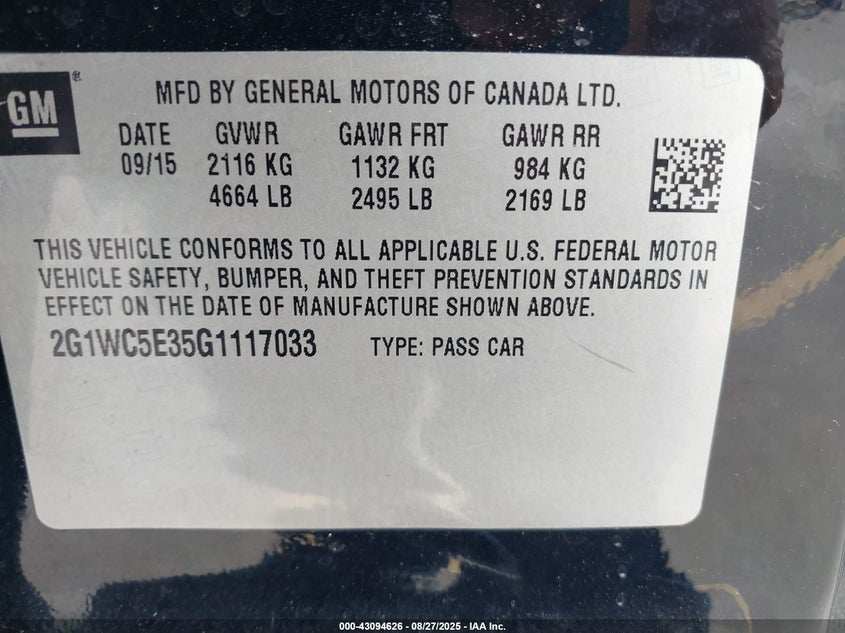 GM®
MFD BY GENERAL MOTORS OF CANADA LTD.
DATE GVWR GAWR FRT GAWR RR
09/15 2116 KG 1132 KG 984 KG
4664 LB 2495 LB 2169 LB
THIS VEHICLE CONFORMS TO ALL APPLICABLE U.S. FEDERAL MOTOR
VEHICLE SAFETY, BUMPER, AND THEFT PREVENTION STANDARDS IN
EFFECT ON THE DATE OF MANUFACTURE SHOWN ABOVE.
2G1WC5E35G1117033 TYPE: PASS CAR
000-43094626 - 08/27/2025 - IAA Inc.